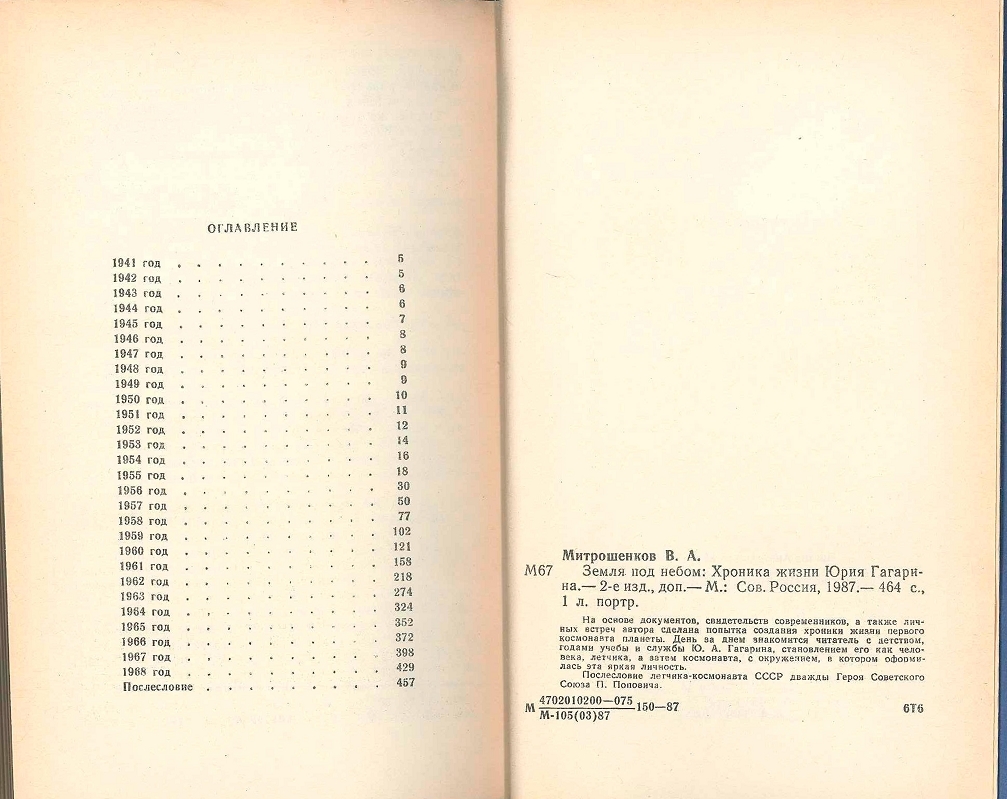 ОГЛАВЛЕНИЕ
1941 год . . . . . . . . . . 5
1942 год . . . . . . . . . . 5
1943 год . . . . . . . . . . 6
1944 год . . . . . . . . . . 6
1945 год . . . . . . . . . . 7
1946 год . . . . . . . . . . 8
1947 год . . . . . . . . . . 8
1948 год . . . . . . . . . . 9
1949 год . . . . . . . . . . 9
1950 год . . . . . . . . . . 10
1951 год . . . . . . . . . . 11
1952 год . . . . . . . . . . 12
1953 год . . . . . . . . . . 14
1954 год . . . . . . . . . . 16
1955 год . . . . . . . . . . 18
1956 год . . . . . . . . . . 30
1957 год . . . . . . . . . . 50
1958 год . . . . . . . . . . 77
1959 год . . . . . . . . . . 102
1960 год . . . . . . . . . . 121
1961 год . . . . . . . . . . 158
1962 год . . . . . . . . . . 218
1963 год . . . . . . . . . . 274
1964 год . . . . . . . . . . 324
1965 год . . . . . . . . . . 352
1966 год . . . . . . . . . . 372
1967 год . . . . . . . . . . 398
1968 год . . . . . . . . . . 429
Послесловие . . . . . . . . . 457
Митрошенков В. А.
М67 Земля под небом: Хроника жизни Юрия Гагари-
на.— 2-е изд., доп.— М.: Сов. Россия, 1987.— 464 с.,
1 л. портр.
На основе документов, свидетельств современников, а также лич-
ных встреч автора сделана попытка создания хроники жизни первого
космонавта планеты. День за днем знакомится читатель с детством,
годами учебы и службы Ю. А. Гагарина, становлением его как чело-
века, летчика, а затем космонавта, с окружением, в котором оформи-
лась эта яркая личность.
Послесловие летчика-космонавта СССР дважды Героя Советского
Союза П. Поповича.
М 4702010200—075 150—87 6Т6
М-105(03)87